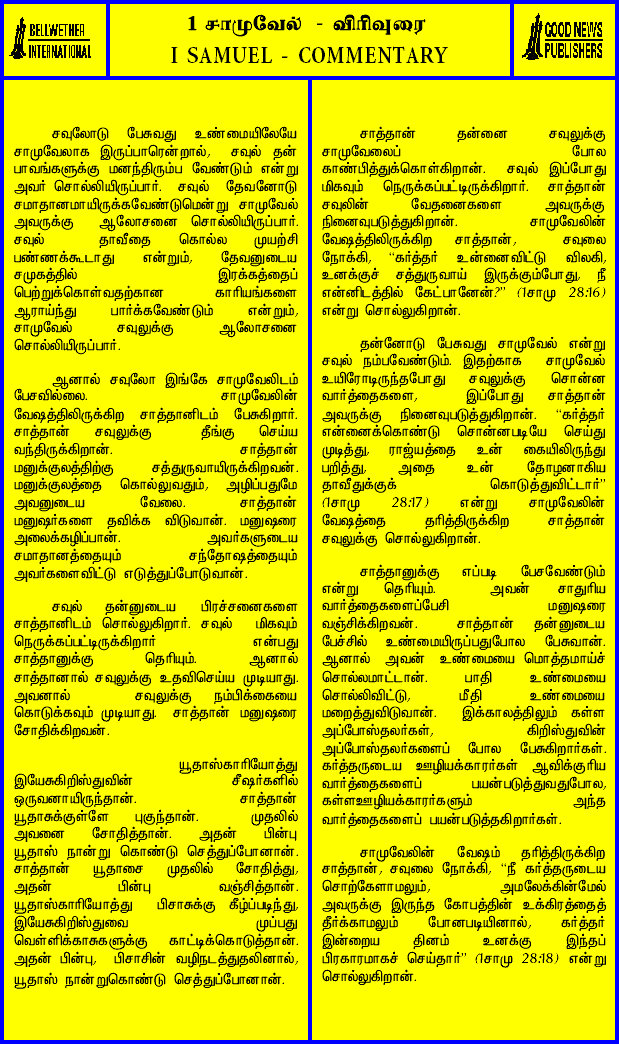 BELLWETHER
INTERNATIONAL
1 சாமுவேல் - விரிவுரை
I SAMUEL - COMMENTARY
GOOD NEWS
PUBLISHERS
சவுலோடு பேசுவது உண்மையிலேயே
சாமுவேலாக இருப்பாரென்றால், சவுல் தன்
பாவங்களுக்கு மனந்திரும்ப வேண்டும் என்று
அவர் சொல்லியிருப்பார். சவுல் தேவனோடு
சமாதானமாயிருக்கவேண்டுமென்று சாமுவேல்
அவருக்கு ஆலோசனை சொல்லியிருப்பார்.
சவுல் தாவீதை கொல்ல முயற்சி
பண்ணக்கூடாது என்றும், தேவனுடைய
சமுகத்தில் இரக்கத்தைப்
பெற்றுக்கொள்வதற்கான காரியங்களை
ஆராய்ந்து பார்க்கவேண்டும் என்றும்,
சாமுவேல் சவுலுக்கு ஆலோசனை
சொல்லியிருப்பார்.
ஆனால் சவுலோ இங்கே சாமுவேலிடம்
பேசவில்லை. சாமுவேலின்
வேஷத்திலிருக்கிற சாத்தானிடம் பேசுகிறார்.
சாத்தான் சவுலுக்கு தீங்கு செய்ய
வந்திருக்கிறான். சாத்தான்
மனுக்குலத்திற்கு சத்துருவாயிருக்கிறவன்.
மனுக்குலத்தை கொல்லுவதும், அழிப்பதுமே
அவனுடைய வேலை. சாத்தான்
மனுஷர்களை தவிக்க விடுவான். மனுஷரை
அலைக்கழிப்பான். அவர்களுடைய
சமாதானத்தையும் சந்தோஷத்தையும்
அவர்களைவிட்டு எடுத்துப்போடுவான்.
சவுல் தன்னுடைய பிரச்சனைகளை
சாத்தானிடம் சொல்லுகிறார். சவுல் மிகவும்
நெருக்கப்பட்டிருக்கிறார் என்பது
சாத்தானுக்கு தெரியும். ஆனால்
சாத்தானால் சவுலுக்கு உதவிசெய்ய முடியாது.
அவனால் சவுலுக்கு நம்பிக்கையை
கொடுக்கவும் முடியாது. சாத்தான் மனுஷரை
சோதிக்கிறவன்.
யூதாஸ்காரியோத்து
இயேசுகிறிஸ்துவின் சீஷர்களில்
ஒருவனாயிருந்தான். சாத்தான்
யூதாசுக்குள்ளே புகுந்தான். முதலில்
அவனை சோதித்தான். அதன் பின்பு
யூதாஸ் நான்று கொண்டு செத்துப்போனான்.
சாத்தான் யூதாசை முதலில் சோதித்து,
அதன் பின்பு வஞ்சித்தான்.
யூதாஸ்காரியோத்து பிசாசுக்கு கீழ்ப்படிந்து,
இயேசுகிறிஸ்துவை முப்பது
வெள்ளிக்காசுகளுக்கு காட்டிக்கொடுத்தான்.
அதன் பின்பு, பிசாசின் வழிநடத்துதலினால்,
யூதாஸ் நான்றுகொண்டு செத்துப்போனான்.
சாத்தான் தன்னை சவுலுக்கு
சாமுவேலைப் போல
காண்பித்துக்கொள்கிறான். சவுல் இப்போது
மிகவும் நெருக்கப்பட்டிருக்கிறார். சாத்தான்
சவுலின் வேதனைகளை அவருக்கு
நினைவுபடுத்துகிறான். சாமுவேலின்
வேஷத்திலிருக்கிற சாத்தான், சவுலை
நோக்கி, "கர்த்தர் உன்னைவிட்டு விலகி,
உனக்குச் சத்துருவாய் இருக்கும்போது, நீ
என்னிடத்தில் கேட்பானேன்?" (1சாமு 28:16)
என்று சொல்லுகிறான்.
தன்னோடு பேசுவது சாமுவேல் என்று
சவுல் நம்பவேண்டும். இதற்காக சாமுவேல்
உயிரோடிருந்தபோது சவுலுக்கு சொன்ன
வார்த்தைகளை, இப்போது சாத்தான்
அவருக்கு நினைவுபடுத்துகிறான். "கர்த்தர்
என்னைக்கொண்டு சொன்னபடியே செய்து
முடித்து, ராஜ்யத்தை உன் கையிலிருந்து
பறித்து, அதை உன் தோழனாகிய
தாவீதுக்குக் கொடுத்துவிட்டார்"
(1சாமு 28:17) என்று சாமுவேலின்
வேஷத்தை தரித்திருக்கிற சாத்தான்
சவுலுக்கு சொல்லுகிறான்.
சாத்தானுக்கு எப்படி பேசவேண்டும்
என்று தெரியும். அவன் சாதுரிய
வார்த்தைகளைப்பேசி மனுஷரை
வஞ்சிக்கிறவன். சாத்தான் தன்னுடைய
பேச்சில் உண்மையிருப்பதுபோல பேசுவான்.
ஆனால் அவன் உண்மையை மொத்தமாய்ச்
சொல்லமாட்டான். பாதி உண்மையை
சொல்லிவிட்டு, மீதி உண்மையை
மறைத்துவிடுவான். இக்காலத்திலும் கள்ள
அப்போஸ்தலர்கள், கிறிஸ்துவின்
அப்போஸ்தலர்களைப் போல பேசுகிறார்கள்.
கர்த்தருடைய ஊழியக்காரர்கள் ஆவிக்குரிய
வார்த்தைகளைப் பயன்படுத்துவதுபோல,
கள்ளஊழியக்காரர்களும் அந்த
வார்த்தைகளைப் பயன்படுத்தகிறார்கள்.
சாமுவேலின் வேஷம் தரித்திருக்கிற
சாத்தான், சவுலை நோக்கி, "நீ கர்த்தருடைய
சொற்கேளாமலும், அமலேக்கின்மேல்
அவருக்கு இருந்த கோபத்தின் உக்கிரத்தைத்
தீர்க்காமலும் போனபடியினால், கர்த்தர்
இன்றைய தினம் உனக்கு இந்தப்
பிரகாரமாகச் செய்தார்" (1சாமு 28:18) என்று
சொல்லுகிறான்.